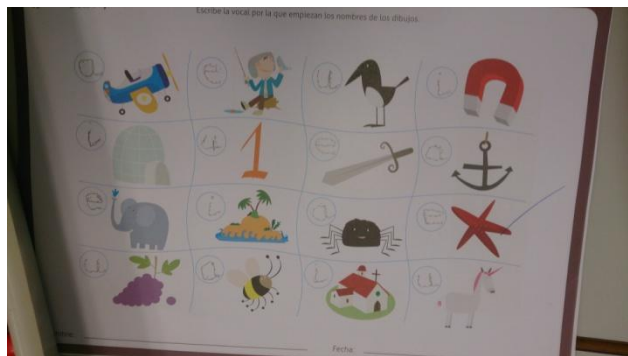 Escribe la vocal por la que empiezan los nombres de los dibujos.
a e u i
i u e a
e i a E
u a i u
Fecha